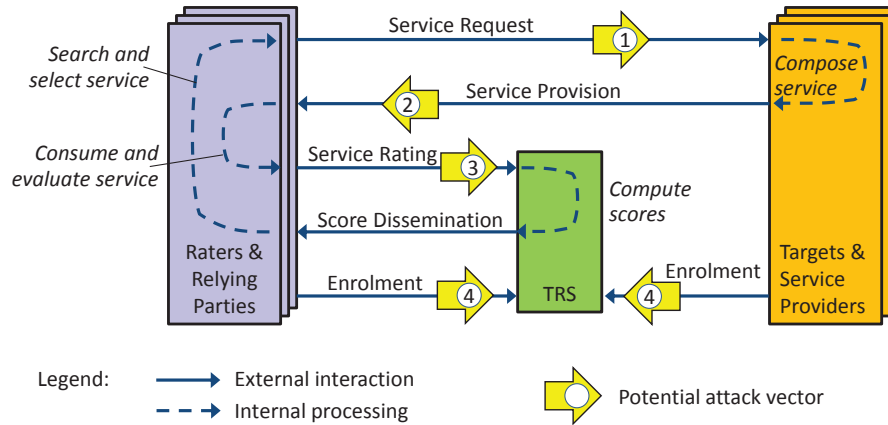 Search and
select service
Service Request
1
Compose
service
2
Service Provision
Consume and
evaluate service
Service Rating
3
Compute
scores
Score Dissemination
Raters &
Relying
Parties
Enrolment
4
TRS
4
Enrolment
Targets &
Service
Providers
Legend:
External interaction
Internal processing
Potential attack vector